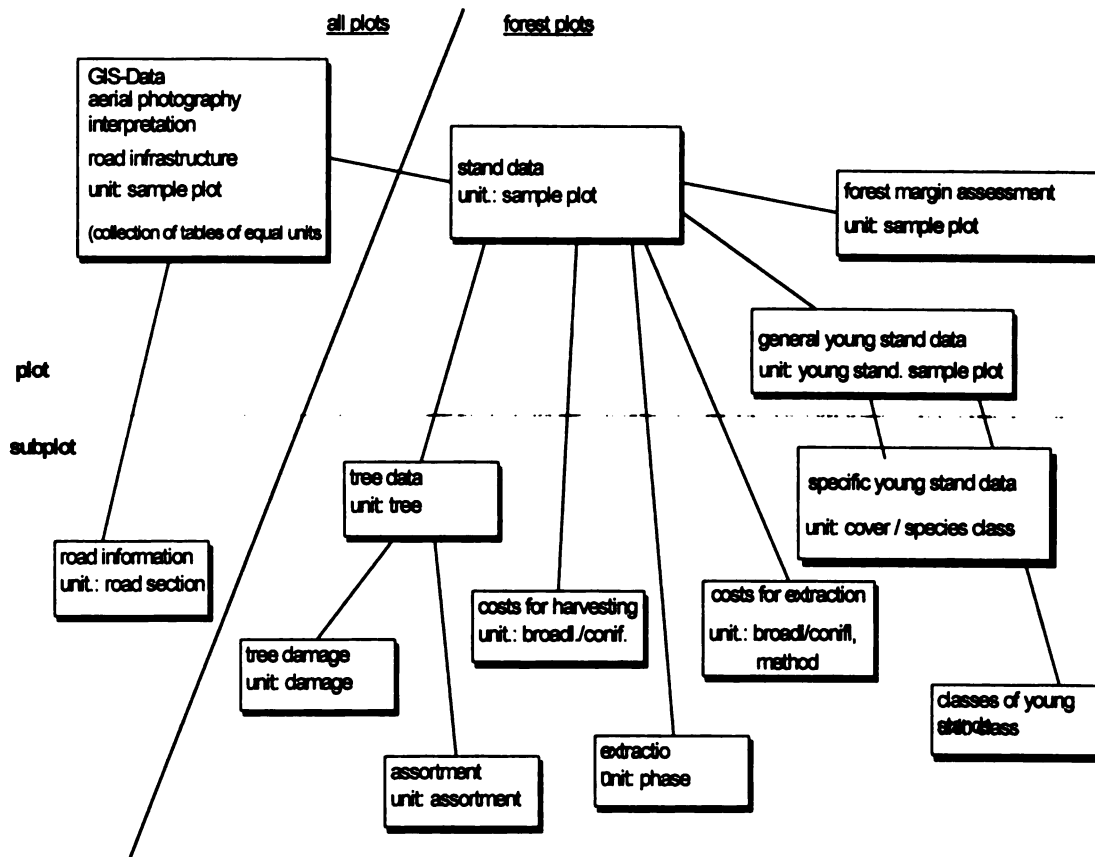 all plots
forest plots
GIS-Data
aerial photography
interpretation
road infrastructure
unit: sample plot
(collection of tables of equal units
stand data
unit.: sample plot
forest margin assessment
unit: sample plot
general young stand data
unit: young stand. sample plot
plot
subplot
tree data
unit: tree
specific young stand data
unit: cover / species class
road information
unit.: road section
costs for harvesting
unit.: broadl./conif.
costs for extraction
unit.: broadl/conifl,
method
tree damage
unit: damage
classes of young
class
assortment
unit: assortment
extractio
unit: phase